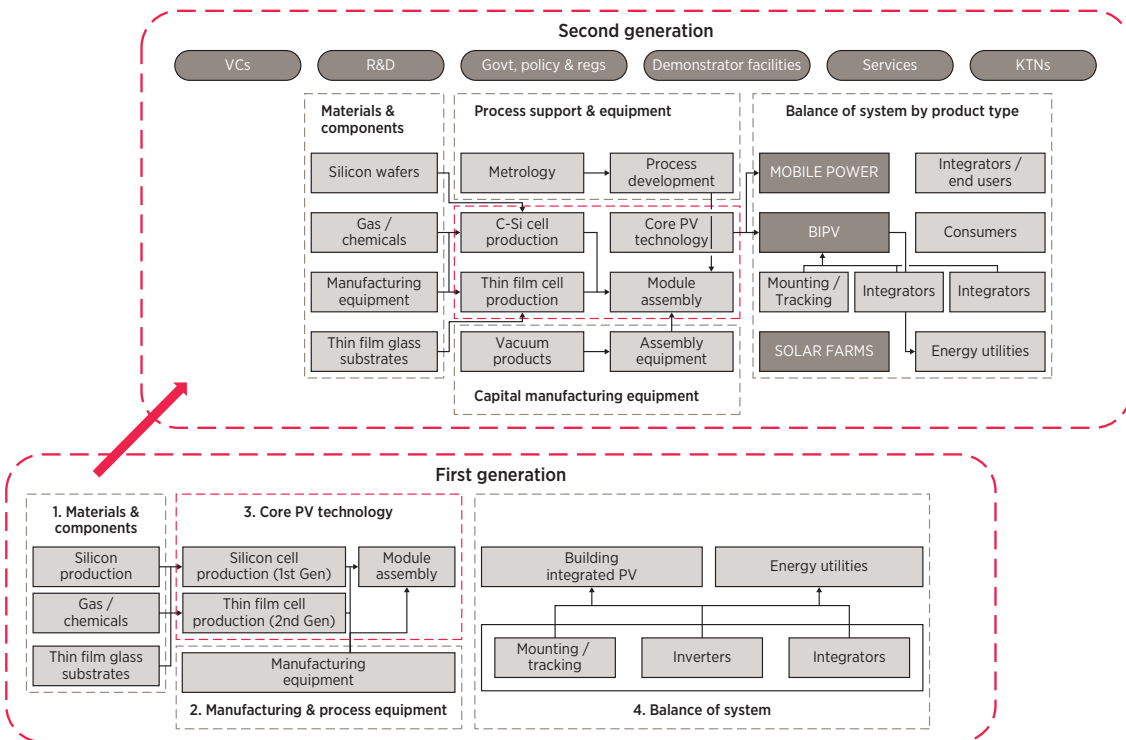 Second generation
VCs
R&D
Govt, policy & regs
Demonstrator facilities
Services
KTNs
Materials &
components
Process support & equipment
Balance of system by product type
Silicon wafers
Metrology
Process
development
MOBILE POWER
Integrators /
end users
Gas /
chemicals
C-Si cell
production
Core PV
technology
BIPV
Consumers
Manufacturing
equipment
Thin film cell
production
Module
assembly
Mounting /
Tracking
Integrators
Integrators
Thin film glass
substrates
Vacuum
products
Assembly
equipment
SOLAR FARMS
Energy utilities
Capital manufacturing equipment
First generation
1. Materials &
components
3. Core PV technology
Silicon
production
Silicon cell
production (1st Gen)
Module
assembly
Building
integrated PV
Energy utilities
Gas /
chemicals
Thin film cell
production (2nd Gen)
Thin film glass
substrates
Manufacturing
equipment
Mounting /
tracking
Inverters
Integrators
2. Manufacturing & process equipment
4. Balance of system